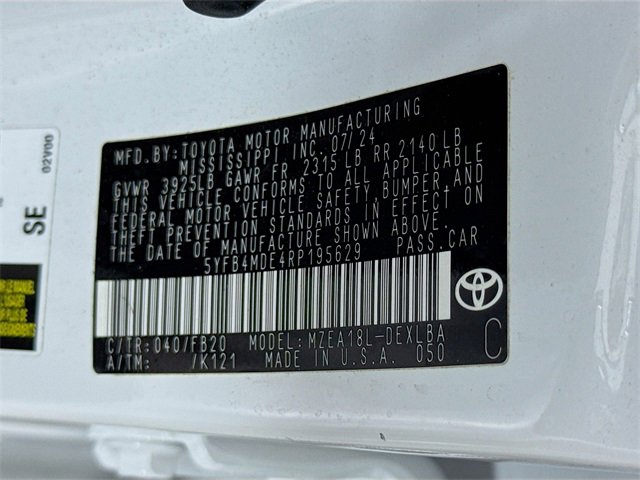 MFD.BY:TOYOTA MOTOR MANUFACTURING
MISSISSIPPI INC. 07/24
GVWR 3925LB GAWR FR 2315LB RR 2140LB
THIS VEHICLE CONFORMS TO ALL APPLICABLE
FEDERAL MOTOR VEHICLE SAFETY, BUMPER AND
THEFT PREVENTION STANDARDS IN EFFECT ON
THE DATE OF MANUFACTURE SHOWN ABOVE.
5YFB4MDE4RP195629 PASS.CAR
C/TR:040/FB20 MODEL:MZEA18L-DEXLBA
A/TM: /K121 MADE IN U.S.A. 050
C
SE
02V00